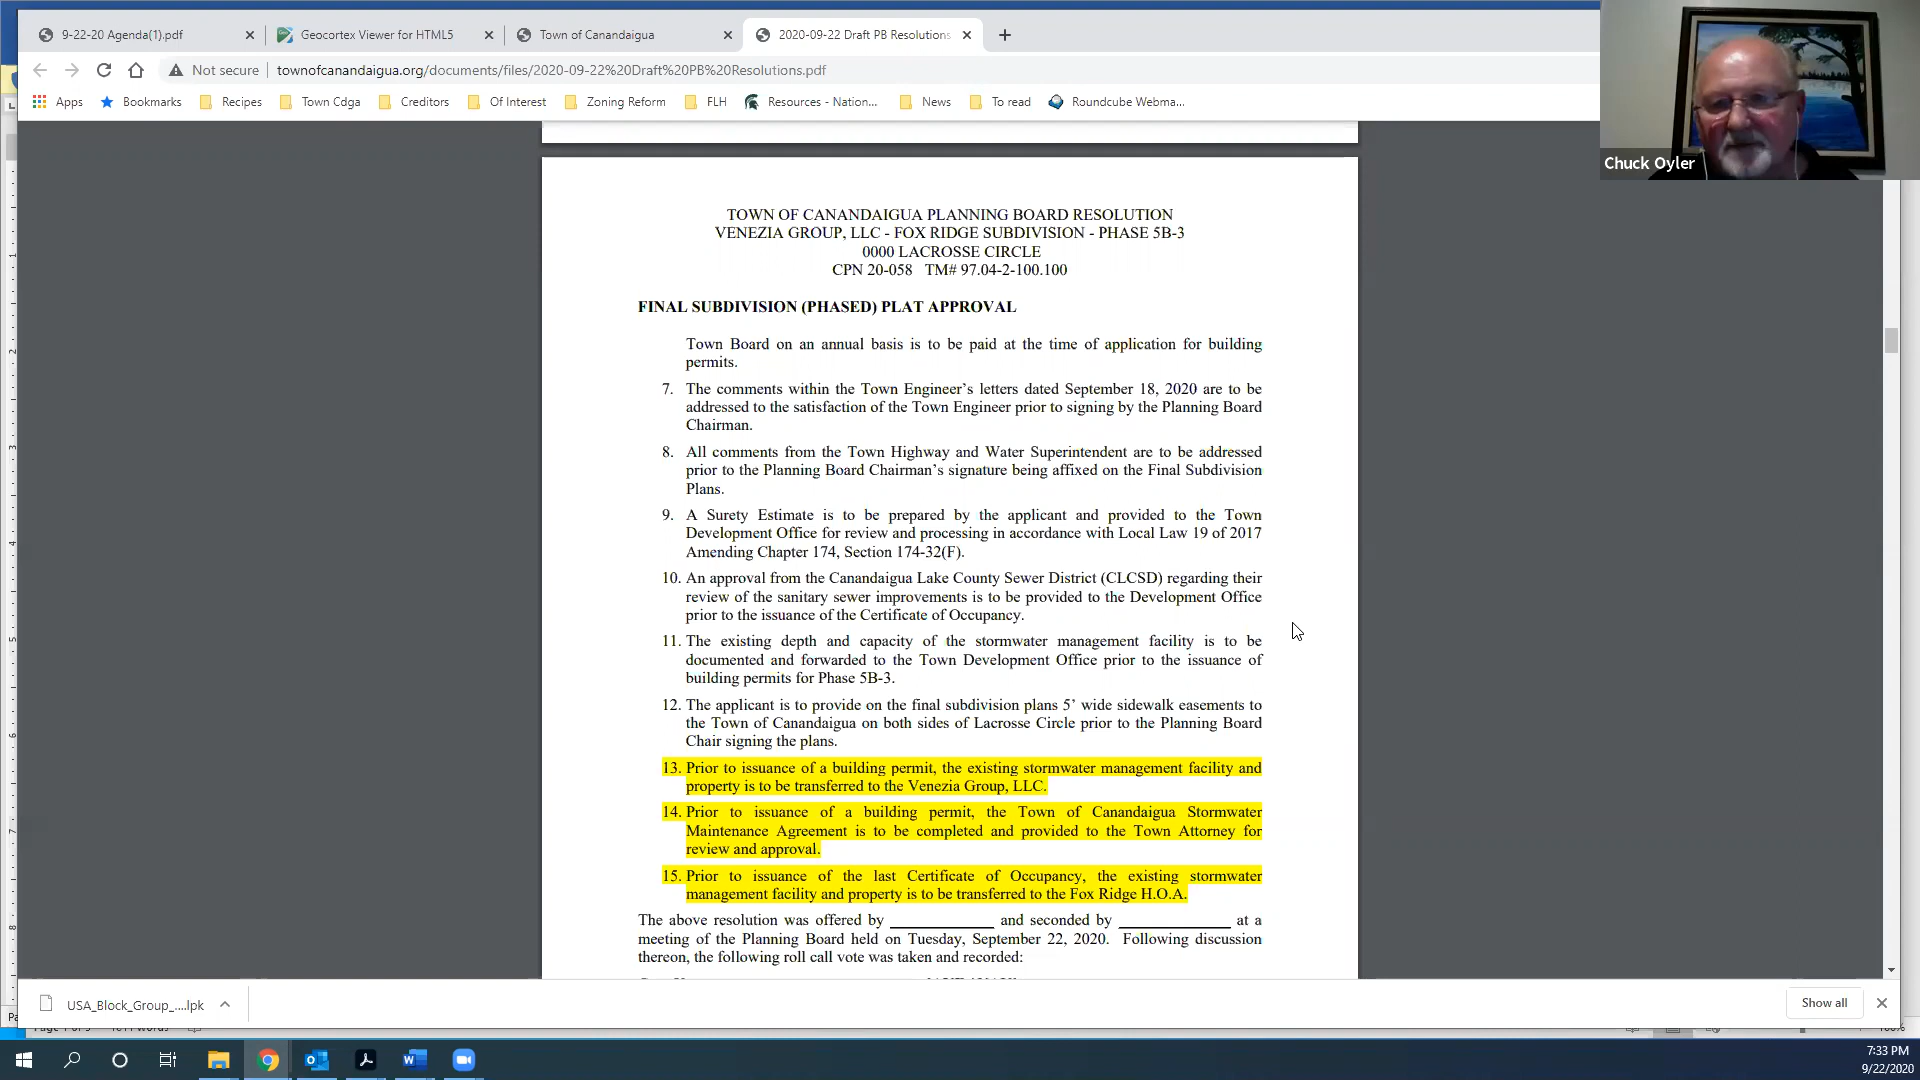 9-22-20 Agenda(1).pdf
Geocortex Viewer for HTML5
Town of Canandaigua
2020-09-22 Draft PB Resolutions
Not secure
townofcanandaigua.org/documents/files/2020-09-22%20Draft%20PB%20Resolutions.pdf
Apps
Bookmarks
Recipes
Town Cdga
Creditors
Of Interest
Zoning Reform
FLH
Resources - Nation...
News
To read
Roundcube Webma...
Chuck Oyler
TOWN OF CANANDAIGUA PLANNING BOARD RESOLUTION
VENEZIA GROUP, LLC - FOX RIDGE SUBDIVISION - PHASE 5B-3
0000 LACROSSE CIRCLE
CPN 20-058 TM# 97.04-2-100.100
FINAL SUBDIVISION (PHASED) PLAT APPROVAL
Town Board on an annual basis is to be paid at the time of application for building
permits.
7. The comments within the Town Engineer’s letters dated September 18, 2020 are to be
addressed to the satisfaction of the Town Engineer prior to signing by the Planning Board
Chairman.
8. All comments from the Town Highway and Water Superintendent are to be addressed
prior to the Planning Board Chairman’s signature being affixed on the Final Subdivision
Plans.
9. A Surety Estimate is to be prepared by the applicant and provided to the Town
Development Office for review and processing in accordance with Local Law 19 of 2017
Amending Chapter 174, Section 174-32(F).
10. An approval from the Canandaigua Lake County Sewer District (CLCSD) regarding their
review of the sanitary sewer improvements is to be provided to the Development Office
prior to the issuance of the Certificate of Occupancy.
11. The existing depth and capacity of the stormwater management facility is to be
documented and forwarded to the Town Development Office prior to the issuance of
building permits for Phase 5B-3.
12. The applicant is to provide on the final subdivision plans 5’ wide sidewalk easements to
the Town of Canandaigua on both sides of Lacrosse Circle prior to the Planning Board
Chair signing the plans.
13. Prior to issuance of a building permit, the existing stormwater management facility and
property is to be transferred to the Venezia Group, LLC.
14. Prior to issuance of a building permit, the Town of Canandaigua Stormwater
Maintenance Agreement is to be completed and provided to the Town Attorney for
review and approval.
15. Prior to issuance of the last Certificate of Occupancy, the existing stormwater
management facility and property is to be transferred to the Fox Ridge H.O.A.
The above resolution was offered by ____________ and seconded by ____________ at a
meeting of the Planning Board held on Tuesday, September 22, 2020. Following discussion
thereon, the following roll call vote was taken and recorded:
USA_Block_Group_....lpk
Show all
7:33 PM
9/22/2020